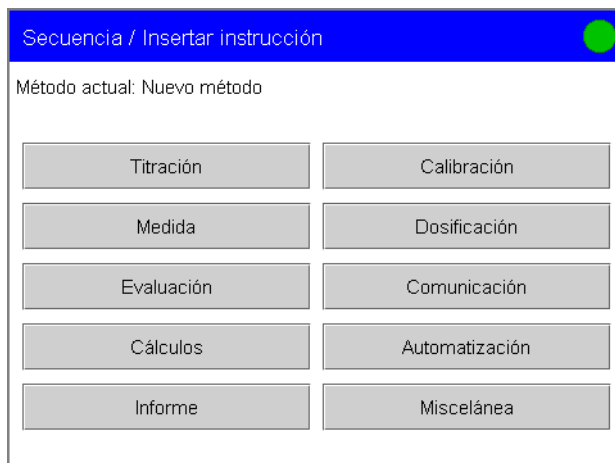 Secuencia / Insertar instrucción
Método actual: Nuevo método
Titración
Calibración
Medida
Dosificación
Evaluación
Comunicación
Cálculos
Automatización
Informe
Miscelánea